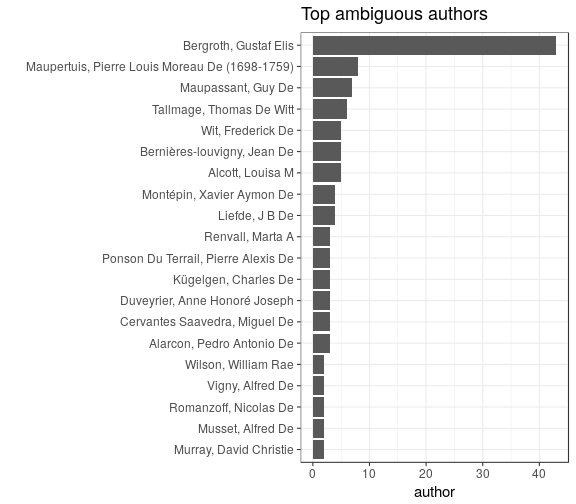 Top ambiguous authors
Bergroth, Gustaf Elis
Maupertuis, Pierre Louis Moreau De (1698-1759)
Maupassant, Guy De
Tallmage, Thomas De Witt
Wit, Frederick De
Bernières-louvigny, Jean De
Alcott, Louisa M
Montépin, Xavier Aymon De
Liefde, J B De
Renvall, Marta A
Ponson Du Terrail, Pierre Alexis De
Kügelgen, Charles De
Duveyrier, Anne Honoré Joseph
Cervantes Saavedra, Miguel De
Alarcon, Pedro Antonio De
Wilson, William Rae
Vigny, Alfred De
Romanzoff, Nicolas De
Musset, Alfred De
Murray, David Christie
0 10 20 30 40
author